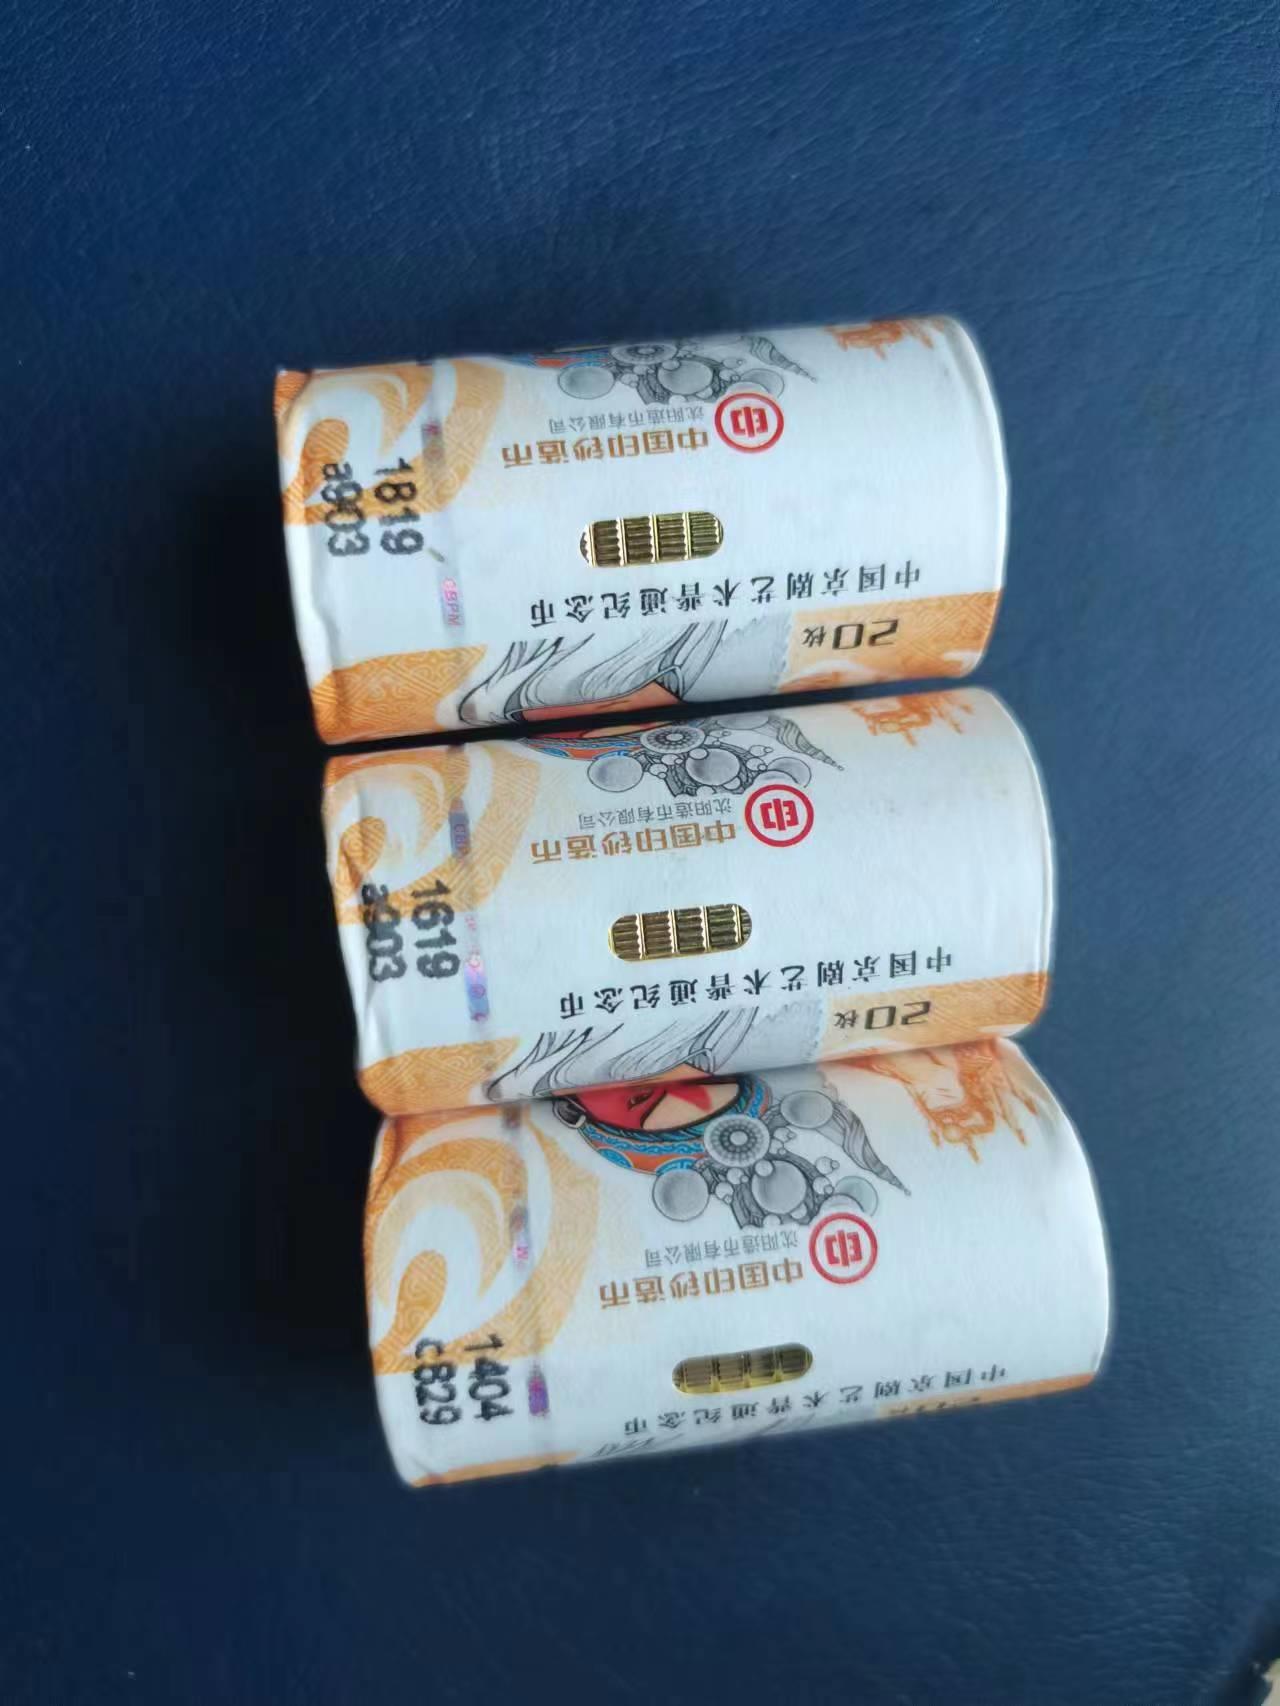 1819
a903
CBPM
印
中国印钞造币
沈阳造币有限公司
中国京剧艺术普通纪念币
20枚
1619
a903
印
中国印钞造币
沈阳造币有限公司
中国京剧艺术普通纪念币
20枚
1404
c829
印
中国印钞造币
沈阳造币有限公司
中国京剧艺术普通纪念币